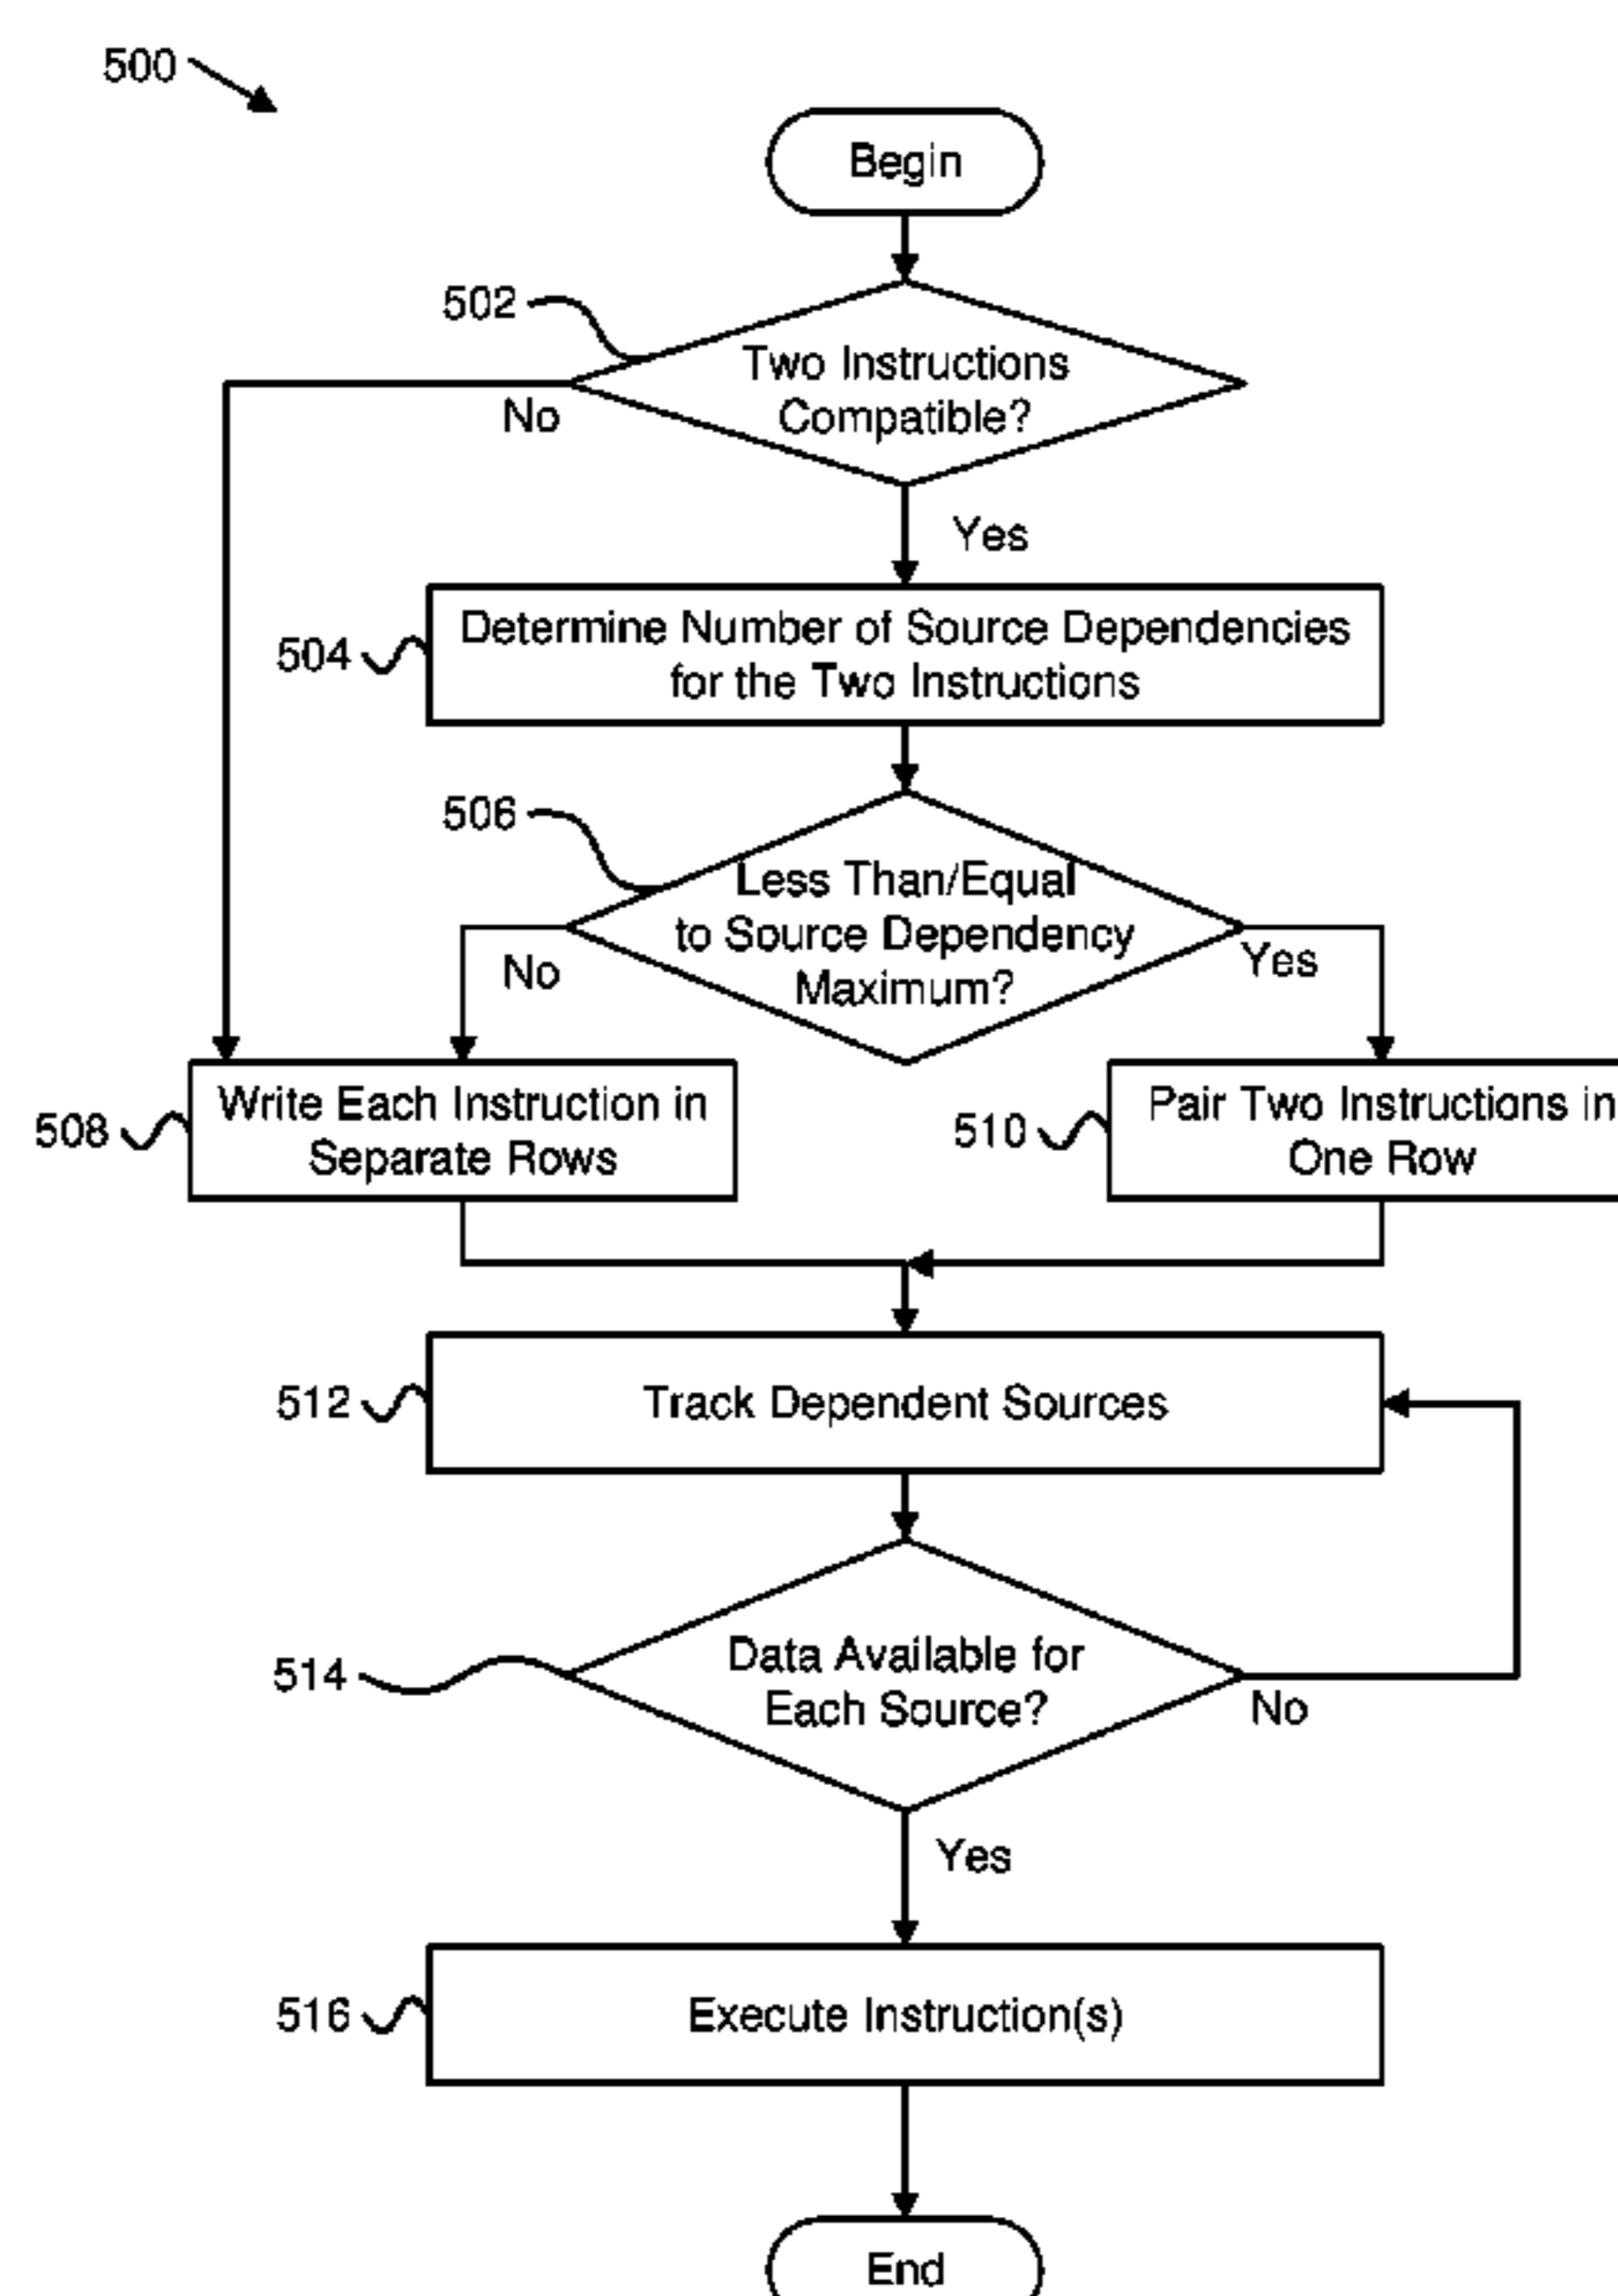 500
Begin
502
Two Instructions
Compatible?
No
Yes
504
Determine Number of Source Dependencies
for the Two Instructions
506
Less Than/Equal
to Source Dependency
Maximum?
No
Yes
508
Write Each Instruction in
Separate Rows
510
Pair Two Instructions in
One Row
512
Track Dependent Sources
514
Data Available for
Each Source?
No
Yes
516
Execute Instruction(s)
End